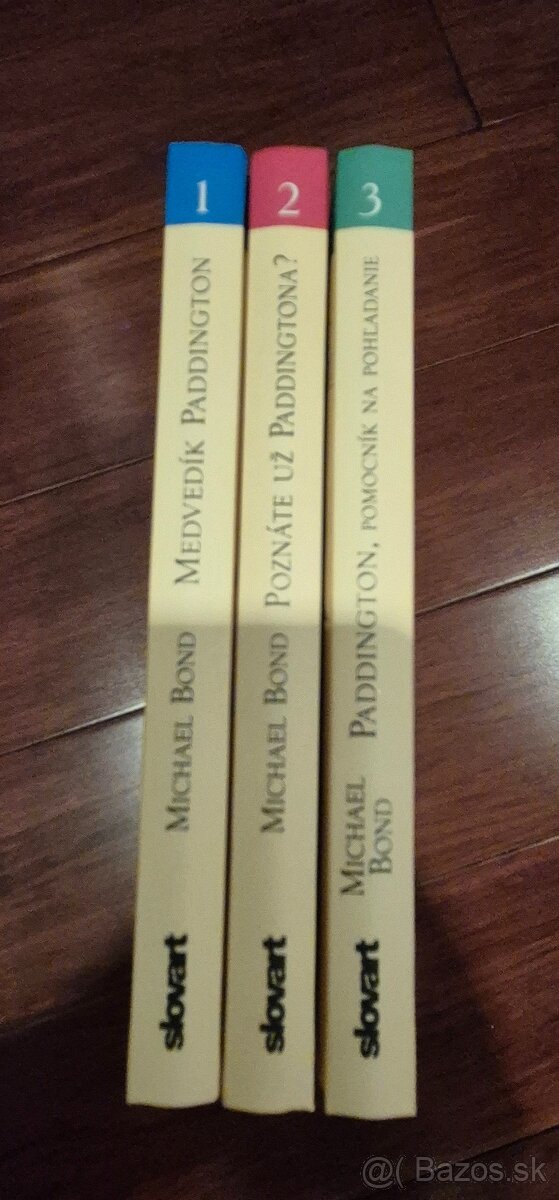 1
MEDVEDÍK PADDINGTON
MICHAEL BOND
slovart
2
POZNÁTE UŽ PADDINGTONA?
MICHAEL BOND
slovart
3
PADDINGTON, POMOCNÍK NA POHĽADANIE
MICHAEL
BOND
slovart
@( Bazos.sk